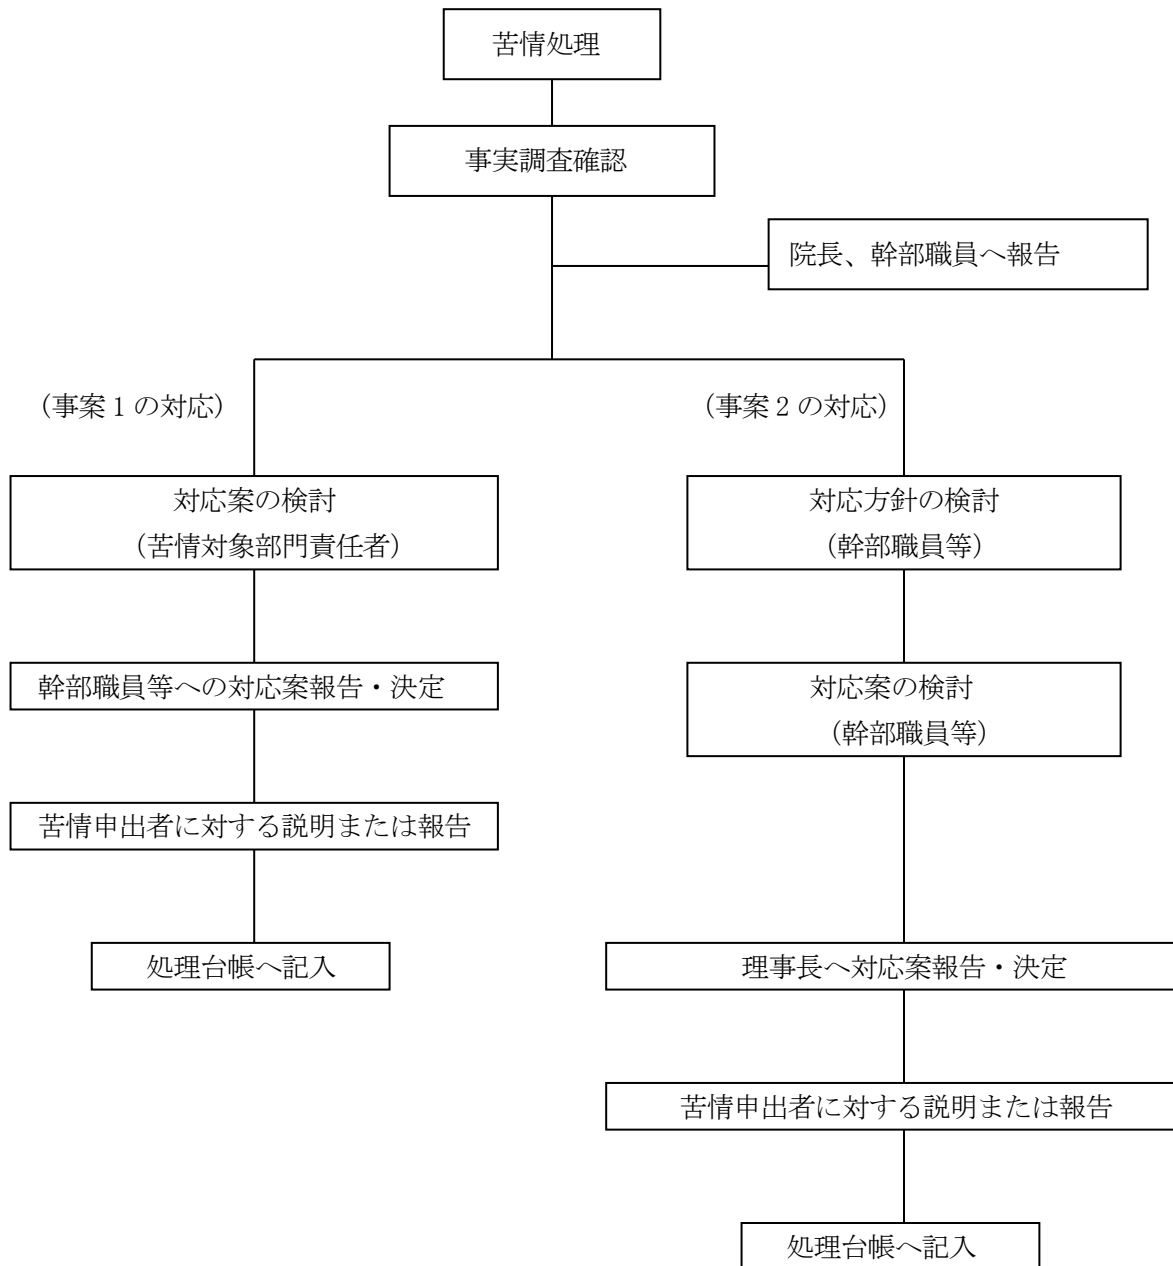 苦情処理
事実調査確認
院長、幹部職員へ報告
(事案1の対応)
(事案2の対応)
対応案の検討
(苦情対象部門責任者)
対応方針の検討
(幹部職員等)
幹部職員等への対応案報告・決定
対応案の検討
(幹部職員等)
苦情申出者に対する説明または報告
処理台帳へ記入
理事長へ対応案報告・決定
苦情申出者に対する説明または報告
処理台帳へ記入